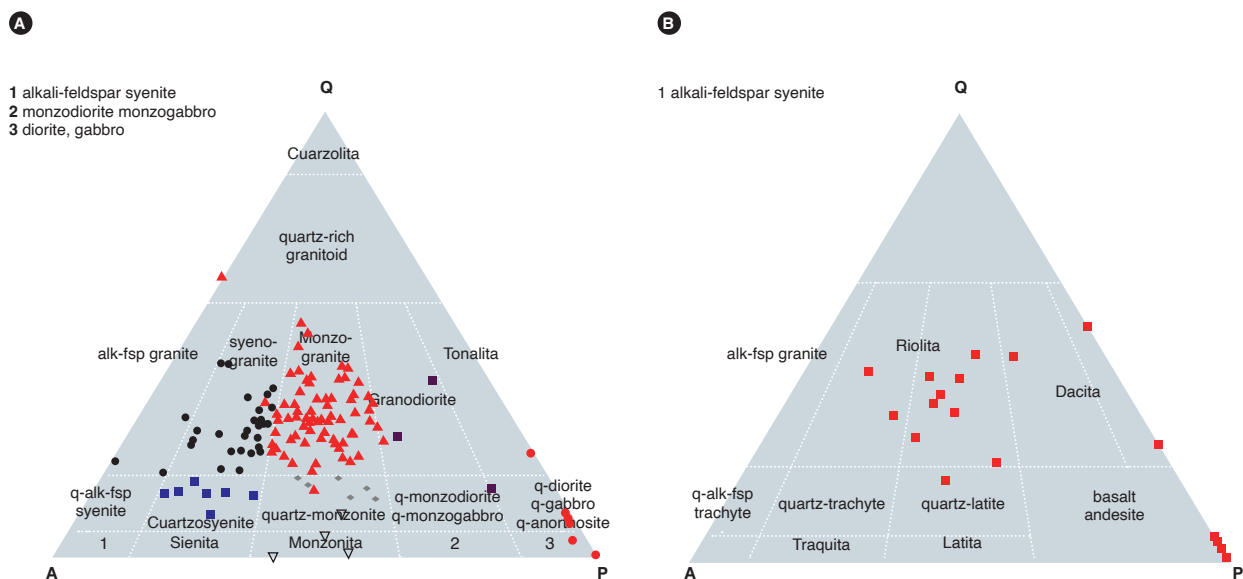 A
1 alkali-feldspar syenite
2 monzodiorite monzogabbro
3 diorite, gabbro
Q
Cuarzolita
quartz-rich
granitoid
alk-fsp granite
syeno-
granite
Monzo-
granite
Tonalita
Granodiorite
q-alk-fsp
syenite
Cuartzosyenite
quartz-monzonite
q-monzodiorite
q-monzogabbro
q-diorite
q-gabbro
q-anorthosite
1
Sienita
Monzonita
2
3
A
P
B
1 alkali-feldspar syenite
Q
alk-fsp granite
Riolita
Dacita
q-alk-fsp
trachyte
quartz-trachyte
quartz-latite
basalt
andesite
Traquita
Latita
A
P